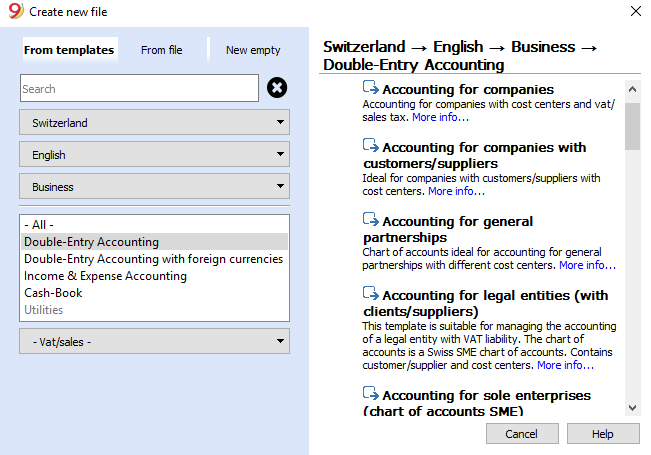 Create new file
From templates
From file
New empty
Search
Switzerland
English
Business
- All -
Double-Entry Accounting
Double-Entry Accounting with foreign currencies
Income & Expense Accounting
Cash-Book
Utilities
- Vat/sales -
Switzerland → English → Business →
Double-Entry Accounting
Accounting for companies
Accounting for companies with cost centers and vat/
sales tax. More info...
Accounting for companies with
customers/suppliers
Ideal for companies with customers/suppliers with
cost centers. More info...
Accounting for general
partnerships
Chart of accounts ideal for accounting for general
partnerships with different cost centers. More info...
Accounting for legal entities (with
clients/suppliers)
This template is suitable for managing the accounting
of a legal entity with VAT liability. The chart of
accounts is a Swiss SME chart of accounts. Contains
customer/supplier and cost centers. More info...
Accounting for sole enterprises
(chart of accounts SME)
Cancel
Help